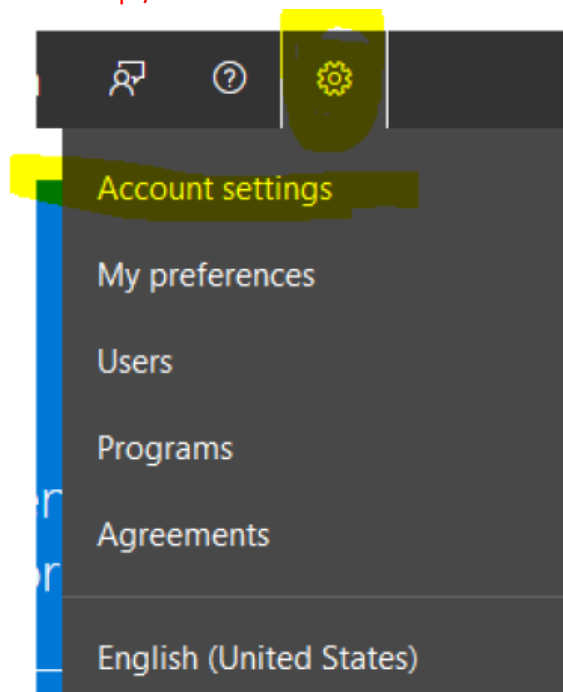 Account settings
My preferences
Users
Programs
Agreements
English (United States)